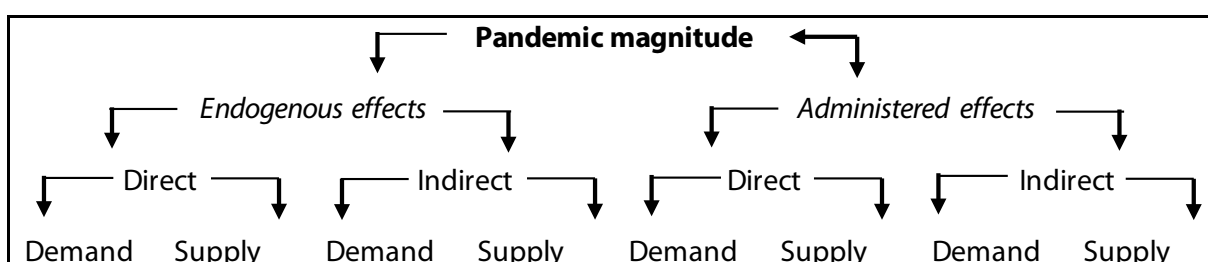 Pandemic magnitude
Endogenous effects Administered effects
Direct Indirect Direct Indirect
Demand Supply Demand Supply Demand Supply Demand Supply